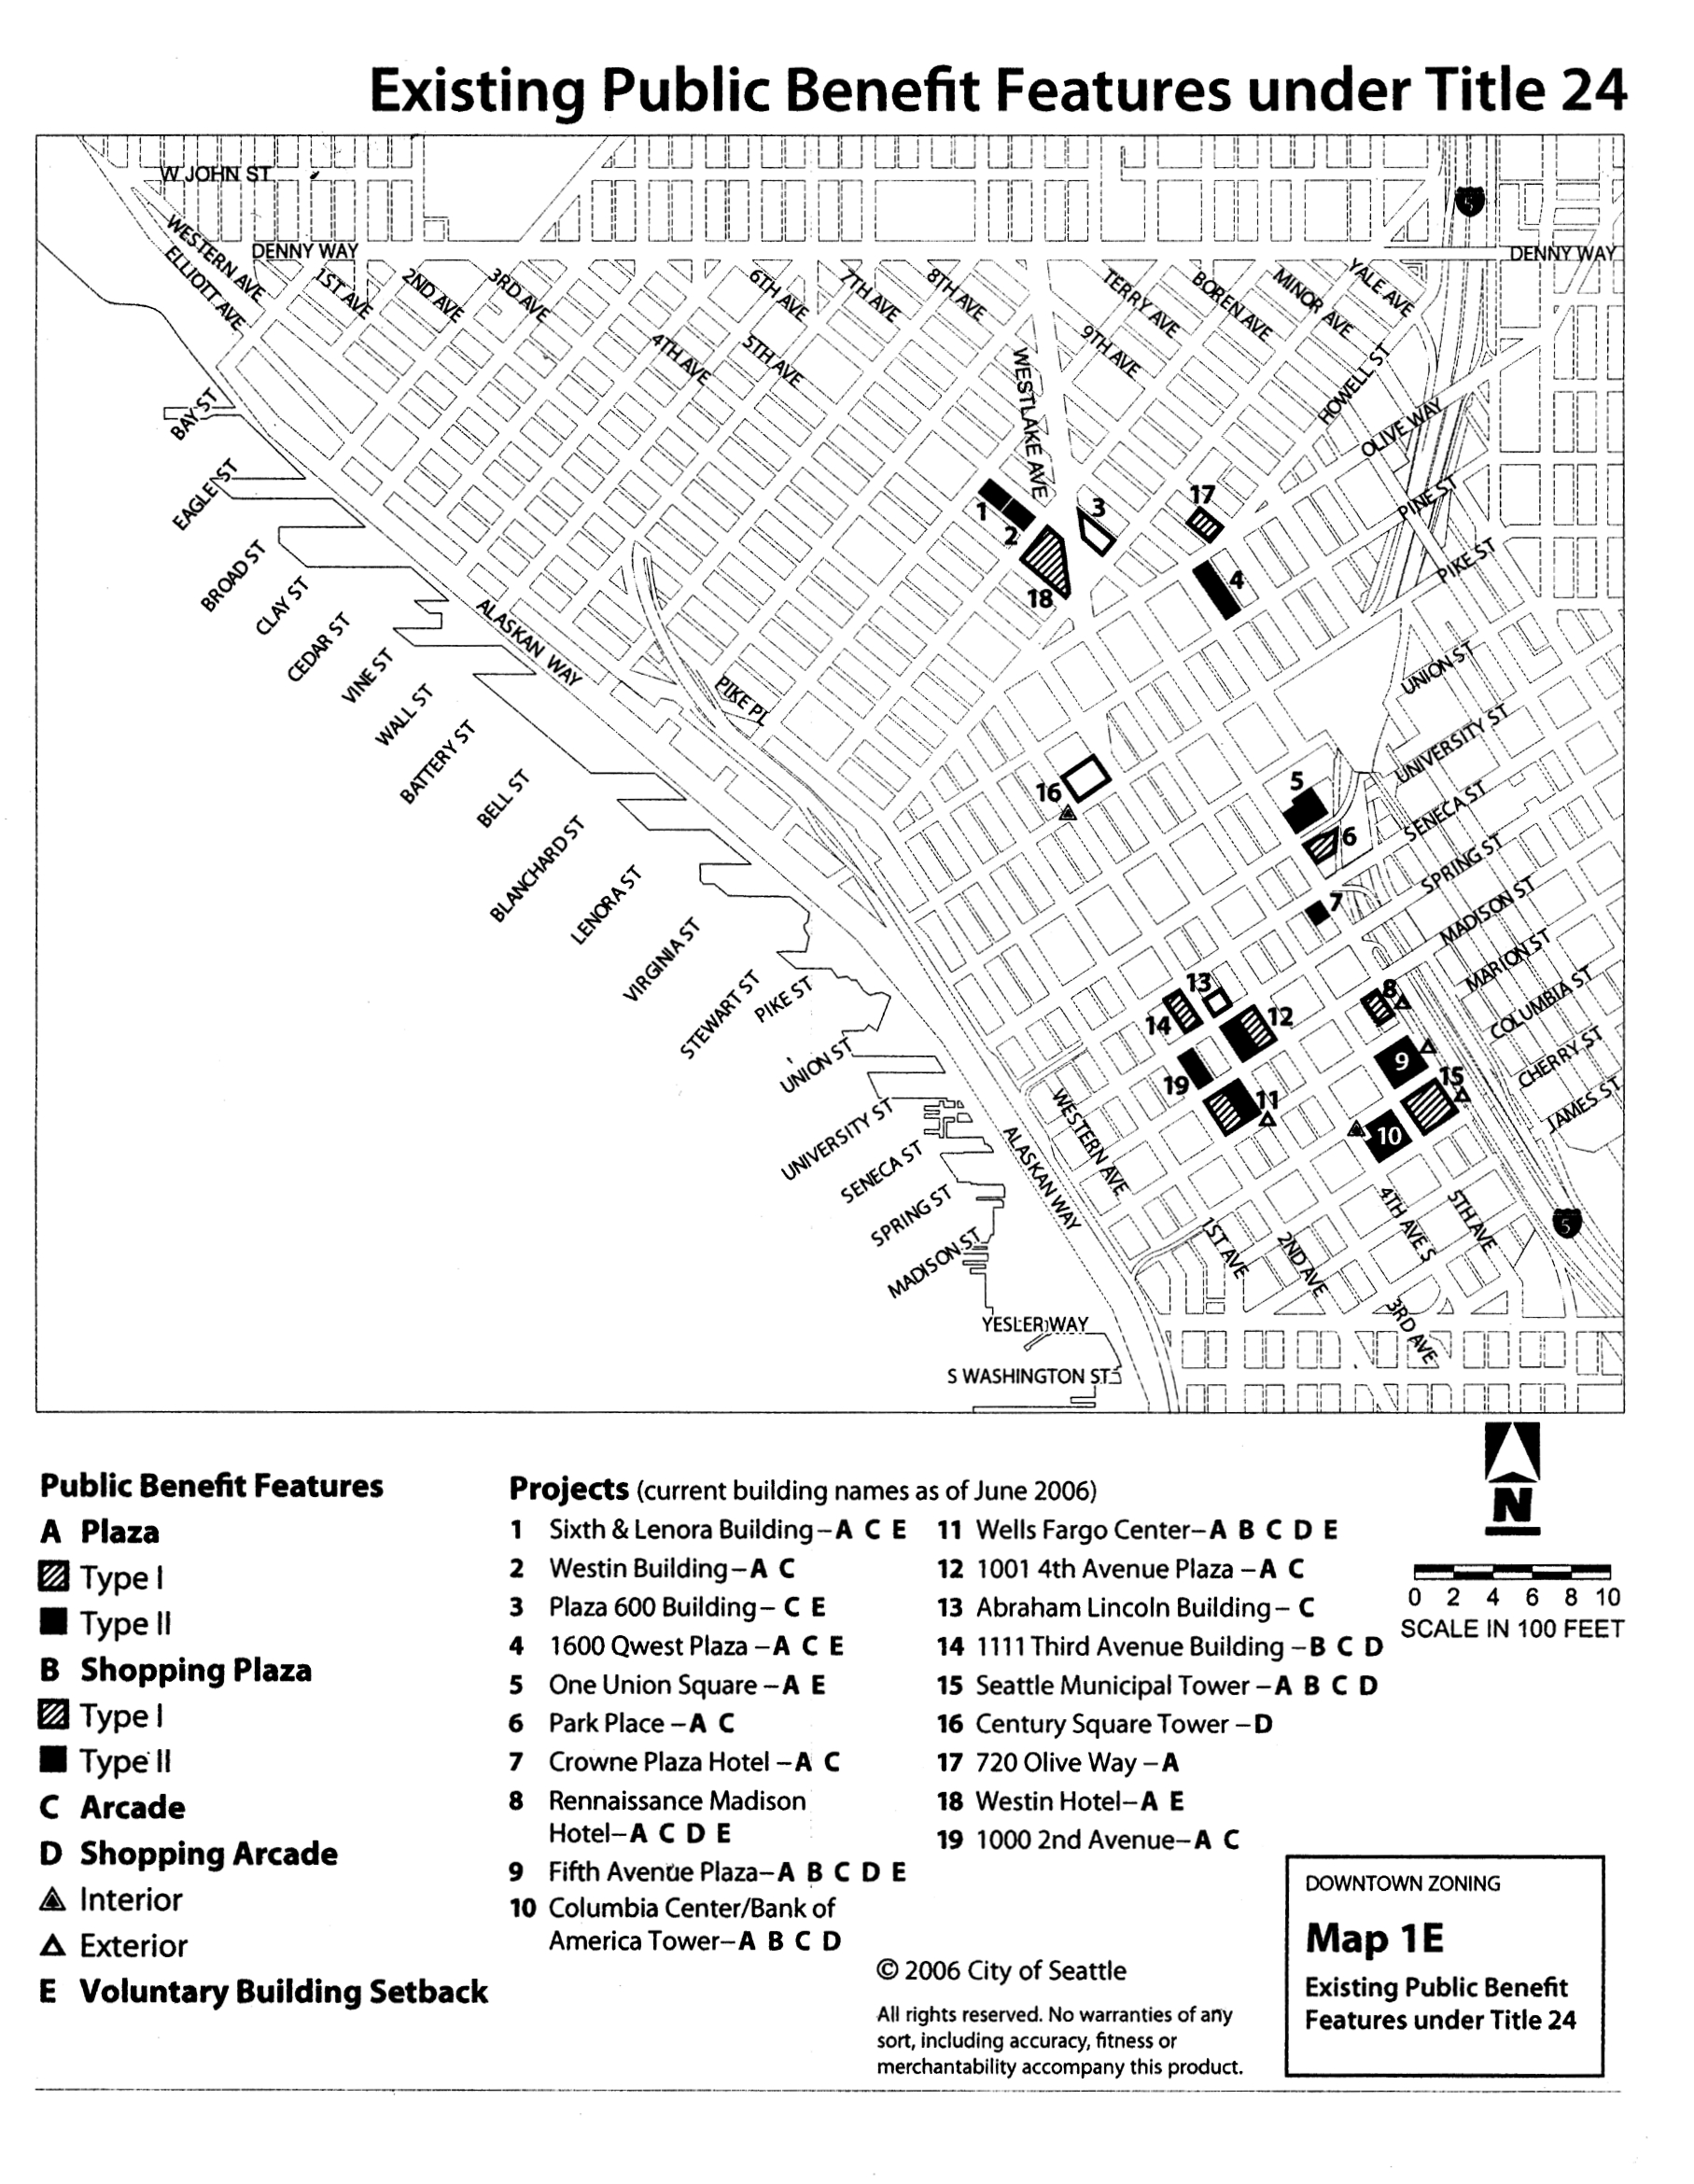 Existing Public Benefit Features under Title 24
W JOHN ST
5
WESTERN AVE
ELLIOTT AVE
DENNY WAY
DENNY WAY
1ST AVE
2ND AVE
3RD AVE
4TH AVE
5TH AVE
6TH AVE
7TH AVE
8TH AVE
WESTLAKE AVE
9TH AVE
TERRY AVE
BOREN AVE
MINOR AVE
YALE AVE
HOWELL ST
OLIVE WAY
PINE ST
PIKE ST
UNION ST
UNIVERSITY ST
SENECA ST
SPRING ST
MADISON ST
MARION ST
COLUMBIA ST
CHERRY ST
JAMES ST
BAY ST
EAGLE ST
BROAD ST
CLAY ST
CEDAR ST
VINE ST
WALL ST
BATTERY ST
BELL ST
BLANCHARD ST
LENORA ST
VIRGINIA ST
STEWART ST
PIKE ST
UNION ST
UNIVERSITY ST
SENECA ST
SPRING ST
MADISON ST
YESLER WAY
S WASHINGTON ST
ALASKAN WAY
PIKE PL
ALASKAN WAY
WESTERN AVE
1ST AVE
2ND AVE
3RD AVE
4TH AVE S
5TH AVE
5
1
2
3
17
4
18
16
5
6
7
13
14
12
8
19
9
11
15
10
Public Benefit Features
A Plaza
Type I
Type II
B Shopping Plaza
Type I
Type II
C Arcade
D Shopping Arcade
Interior
Exterior
E Voluntary Building Setback
Projects (current building names as of June 2006)
1 Sixth & Lenora Building–A C E
2 Westin Building–A C
3 Plaza 600 Building– C E
4 1600 Qwest Plaza –A C E
5 One Union Square –A E
6 Park Place –A C
7 Crowne Plaza Hotel –A C
8 Rennaissance Madison
Hotel–A C D E
9 Fifth Avenue Plaza–A B C D E
10 Columbia Center/Bank of
America Tower–A B C D
11 Wells Fargo Center–A B C D E
12 1001 4th Avenue Plaza –A C
13 Abraham Lincoln Building– C
14 1111 Third Avenue Building –B C D
15 Seattle Municipal Tower –A B C D
16 Century Square Tower –D
17 720 Olive Way –A
18 Westin Hotel–A E
19 1000 2nd Avenue–A C
N
0 2 4 6 8 10
SCALE IN 100 FEET
© 2006 City of Seattle
All rights reserved. No warranties of any
sort, including accuracy, fitness or
merchantability accompany this product.
DOWNTOWN ZONING
Map 1E
Existing Public Benefit
Features under Title 24